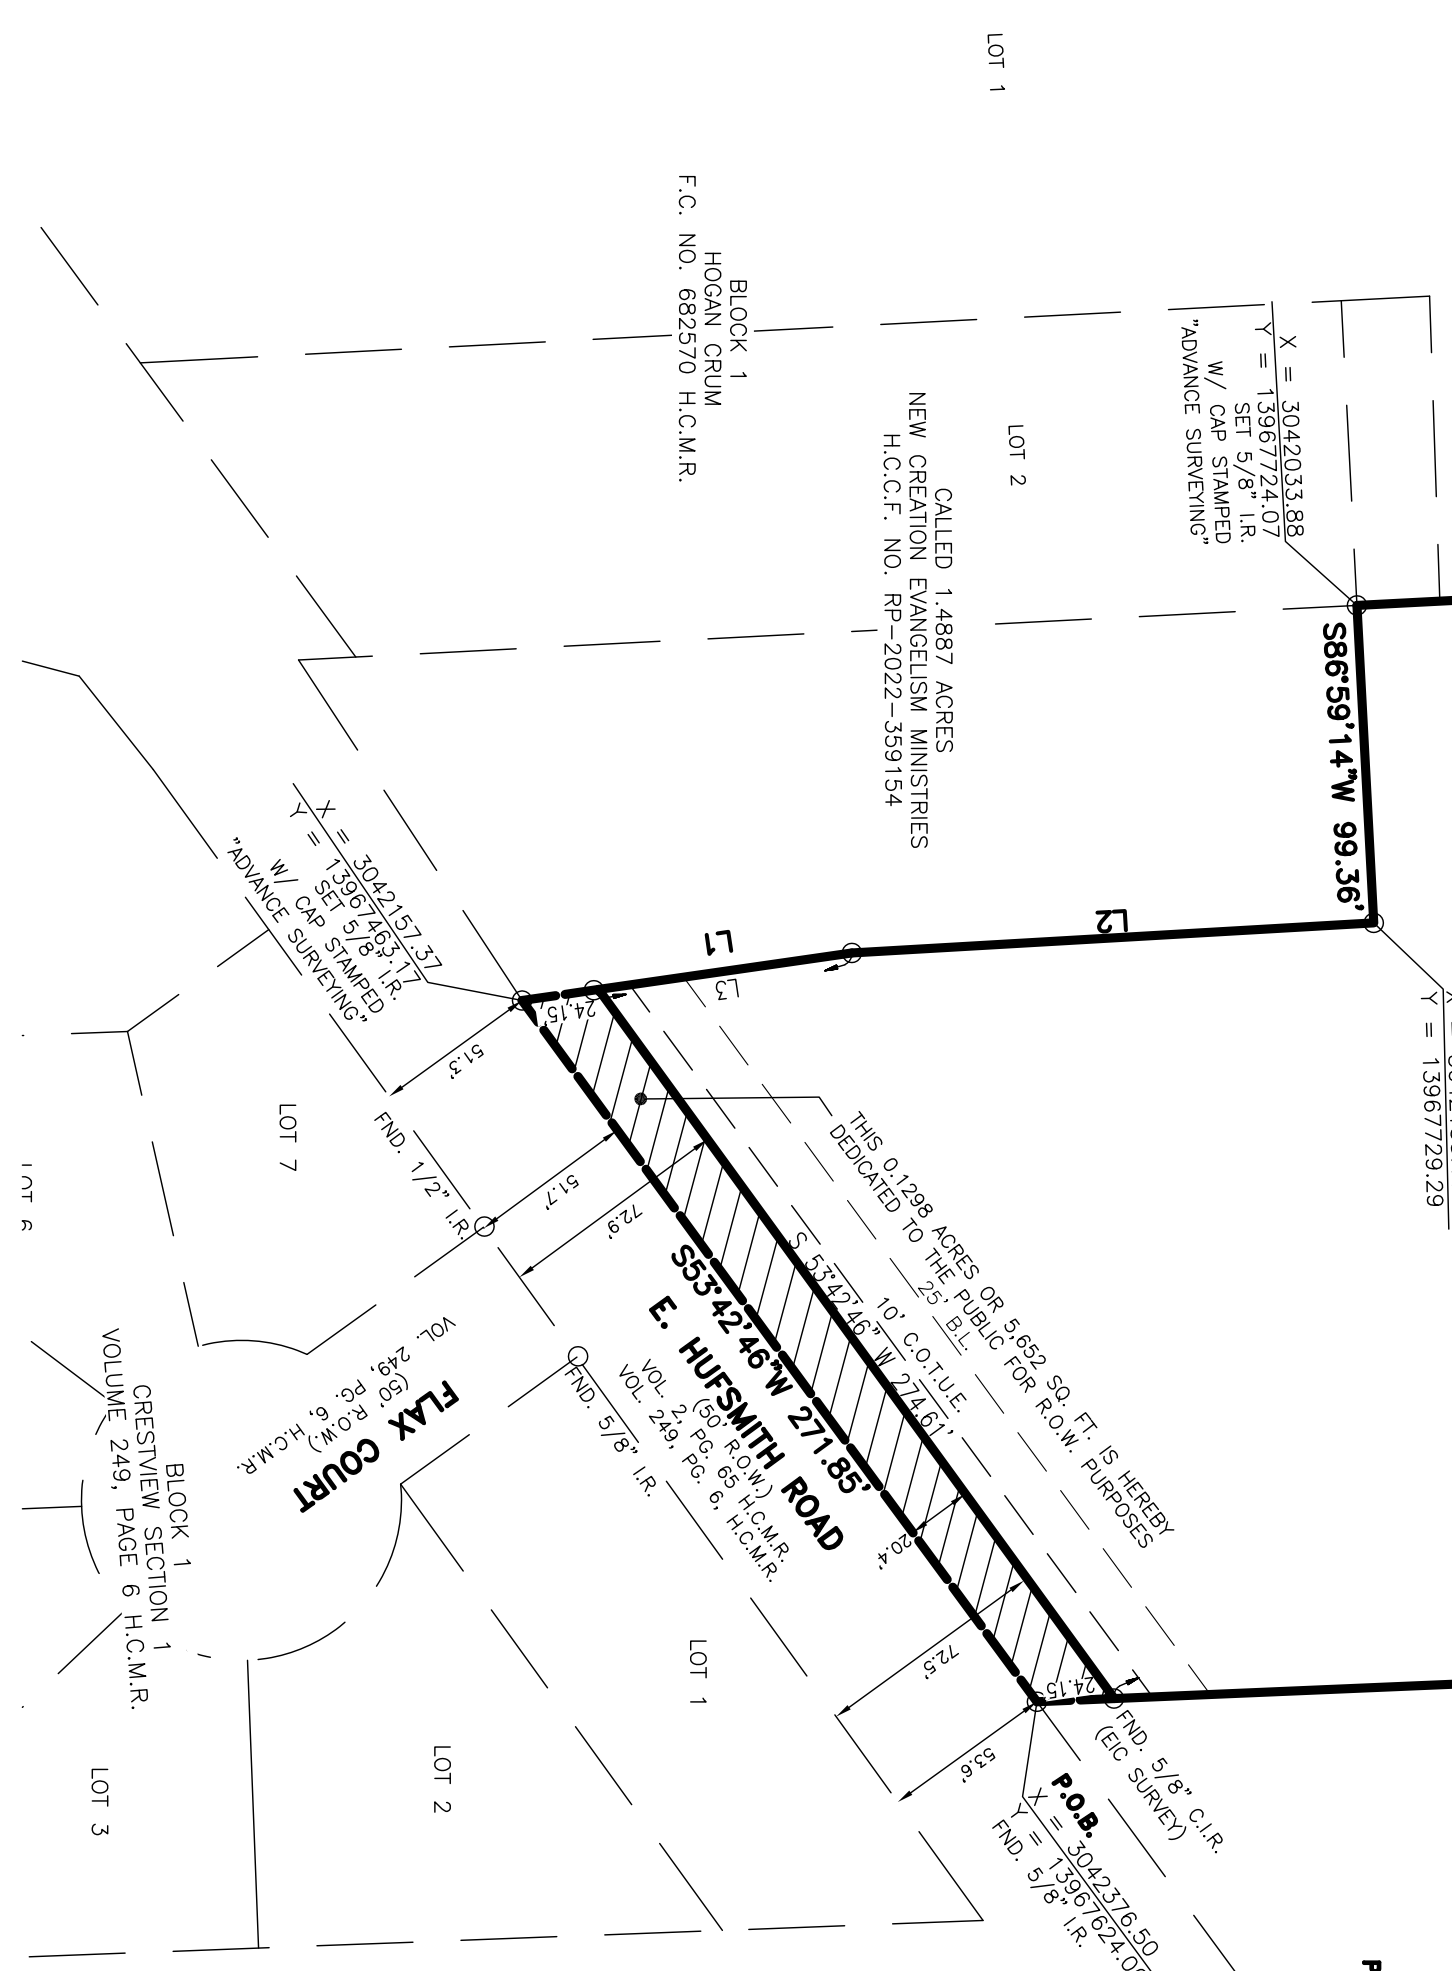 LOT 1
BLOCK 1
HOGAN CRUM
F.C. NO. 682570 H.C.M.R.
LOT 2
CALLED 1.4887 ACRES
NEW CREATION EVANGELISM MINISTRIES
H.C.C.F. NO. RP-2022-359154
X = 3042033.88
Y = 13967724.07
SET 5/8" I.R.
W/ CAP STAMPED
"ADVANCE SURVEYING"
S86°59'14"W 99.36'
Y = 13967729.29
L2
L1
L3
X = 3042157.37
Y = 13967463.17
SET 5/8" I.R.
W/ CAP STAMPED
"ADVANCE SURVEYING"
24.15'
51.3'
51.7'
72.9'
FND. 1/2" I.R.
LOT 7
LOT 6
THIS 0.1298 ACRES OR 5,652 SQ. FT. IS HEREBY
DEDICATED TO THE PUBLIC FOR R.O.W. PURPOSES
25' B.L.
10' C.O.T.U.E.
S 53°42'46" W 274.61'
S53°42'46"W 271.85'
E. HUFSMITH ROAD
(50' R.O.W.)
VOL. 2, PG. 65 H.C.M.R.
VOL. 249, PG. 6, H.C.M.R.
FND. 5/8" I.R.
FLAX COURT
(50' R.O.W.)
VOL. 249, PG. 6, H.C.M.R.
BLOCK 1
CRESTVIEW SECTION 1
VOLUME 249, PAGE 6 H.C.M.R.
20.4'
72.5'
53.6'
24.15'
LOT 1
LOT 2
LOT 3
FND. 5/8" C.I.R.
(EIC SURVEY)
P.O.B.
X = 3042376.50
Y = 13967624.0
FND. 5/8" I.R.